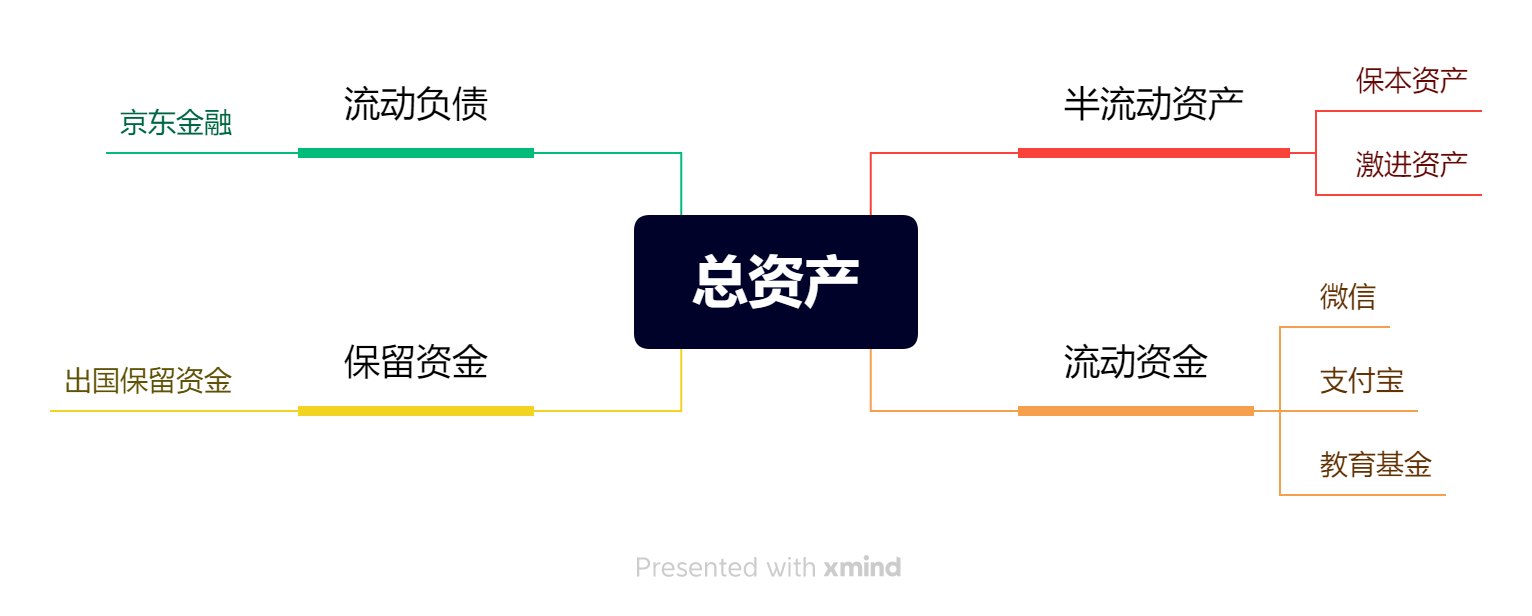 总资产
半流动资产
保本资产
激进资产
流动资金
微信
支付宝
教育基金
流动负债
京东金融
保留资金
出国保留资金
Presented with xmind